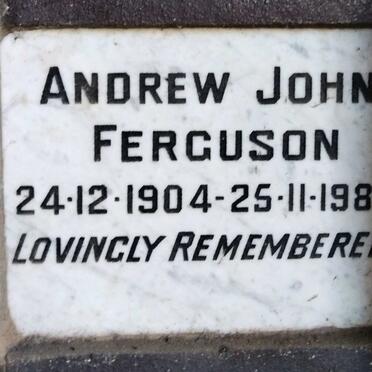 ANDREW JOHN
FERGUSON
24·12·1904-25·11·198
LOVINGLY REMEMBERE